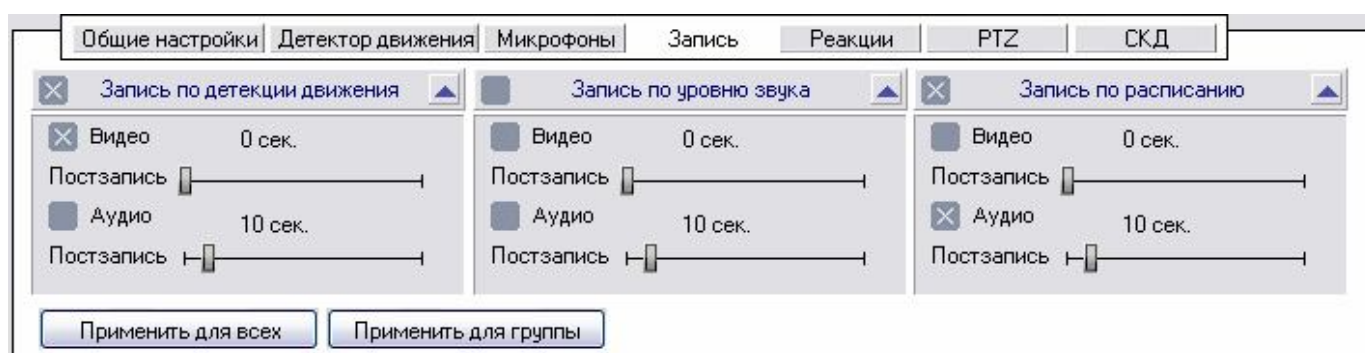 Общие настройки Детектор движения Микрофоны Запись Реакции PTZ СКД
Запись по детекции движения Запись по уровню звука Запись по расписанию
Видео 0 сек. Видео 0 сек. Видео 0 сек.
Постзапись Постзапись Постзапись
Аудио 10 сек. Аудио 10 сек. Аудио 10 сек.
Постзапись Постзапись Постзапись
Применить для всех Применить для группы